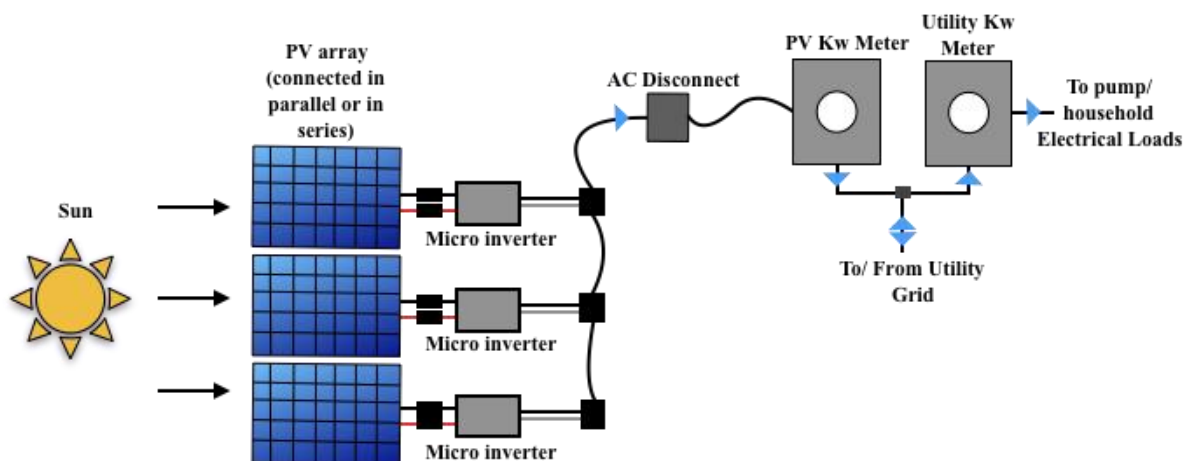 PV array
(connected in
parallel or in
series)
Sun
Micro inverter
Micro inverter
Micro inverter
AC Disconnect
PV Kw Meter
Utility Kw
Meter
To pump/
household
Electrical Loads
To/ From Utility
Grid